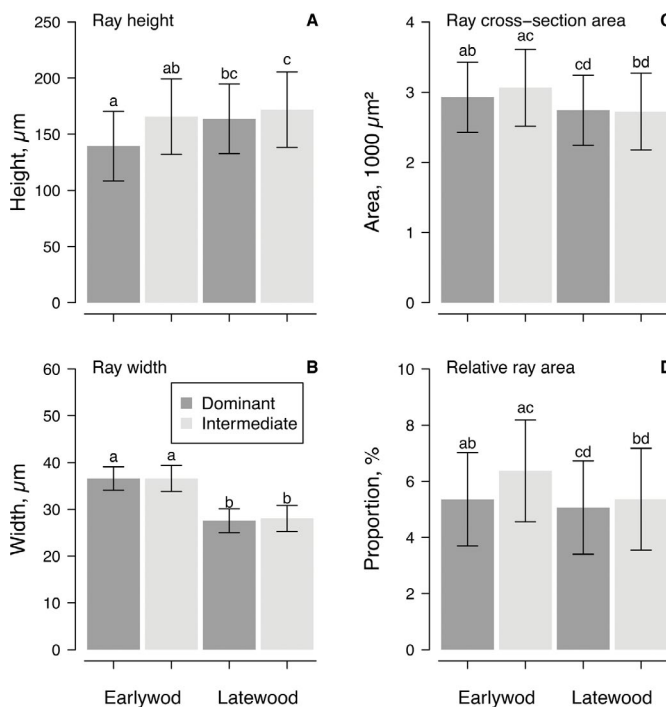 Ray height
A
Height, µm
250
200
150
100
50
0
a
ab
bc
c
Ray cross-section area
C
Area, 1000 µm²
4
3
2
1
0
ab
ac
cd
bd
Ray width
B
Width, µm
60
50
40
30
20
10
0
Dominant
Intermediate
a
a
b
b
Earlywod
Latewood
Relative ray area
D
Proportion, %
10
8
6
4
2
0
ab
ac
cd
bd
Earlywod
Latewood